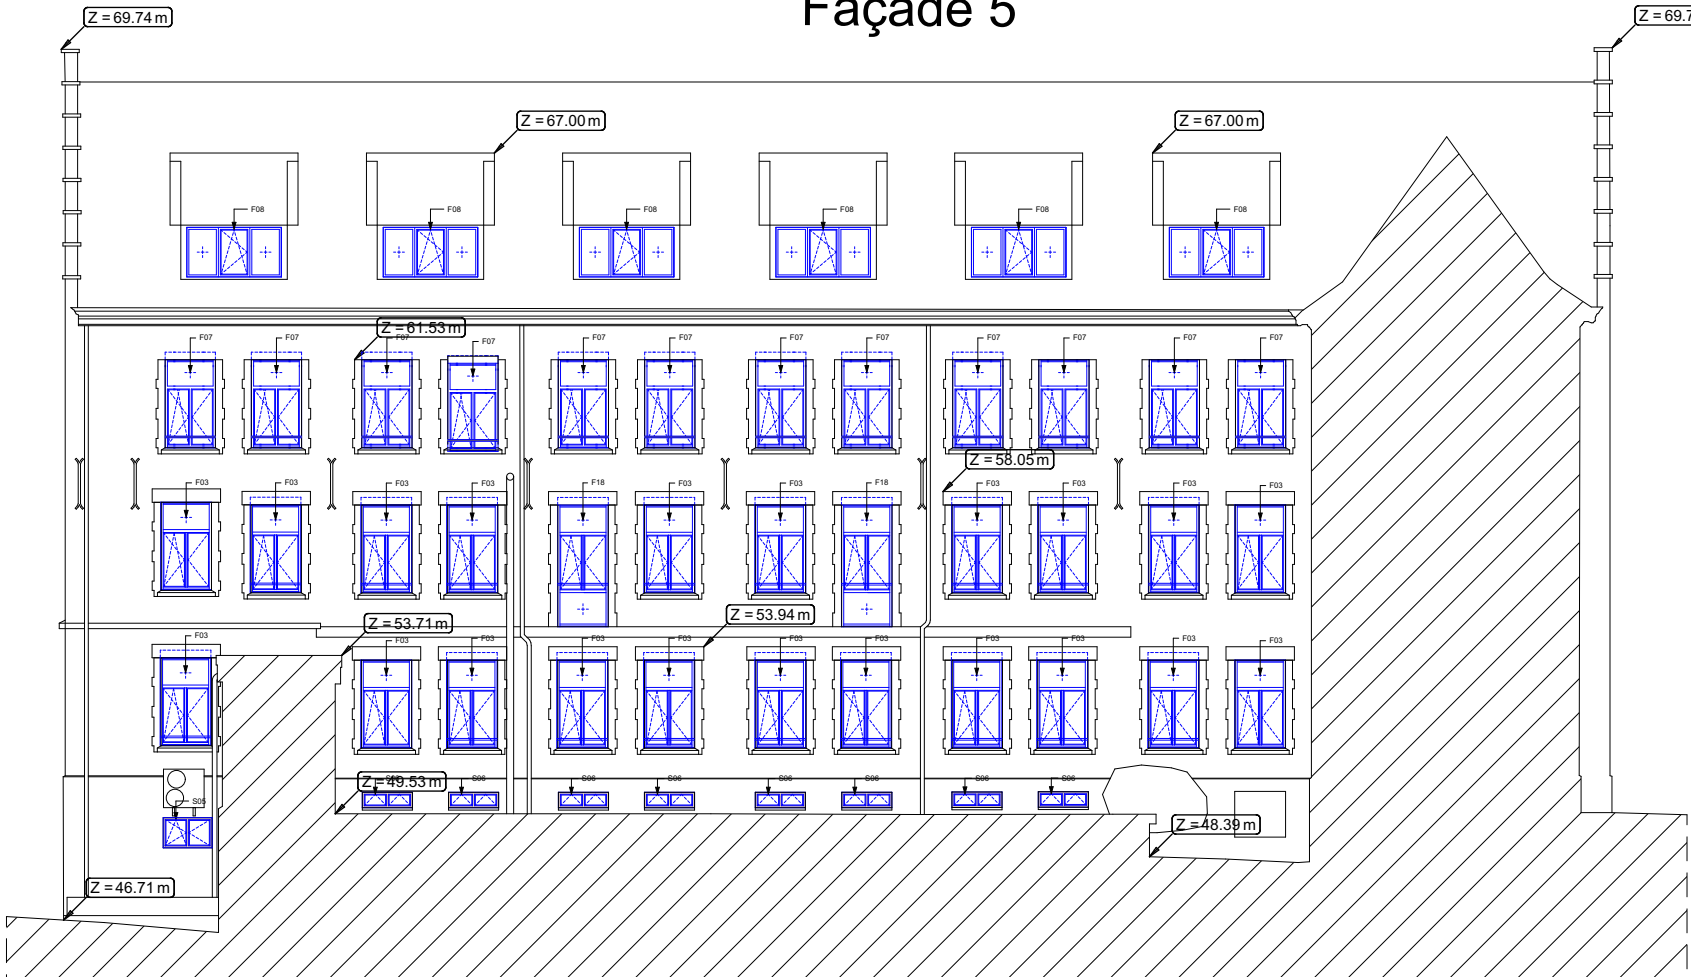 Façade 5
Z = 69.74 m
Z = 69.7
Z = 67.00 m
Z = 67.00 m
F08 F08 F08 F08 F08 F08
Z = 61.53 m
F07 F07 F07 F07 F07 F07 F07 F07 F07 F07 F07 F07
Z = 58.05 m
F03 F03 F03 F03 F18 F03 F03 F18 F03 F03 F03 F03
Z = 53.71 m
Z = 53.94 m
F03 F03 F03 F03 F03 F03 F03 F03 F03 F03 F03
Z = 49.53 m
S06 S06 S06 S06 S06 S06 S06 S06
S05
Z = 48.39 m
Z = 46.71 m